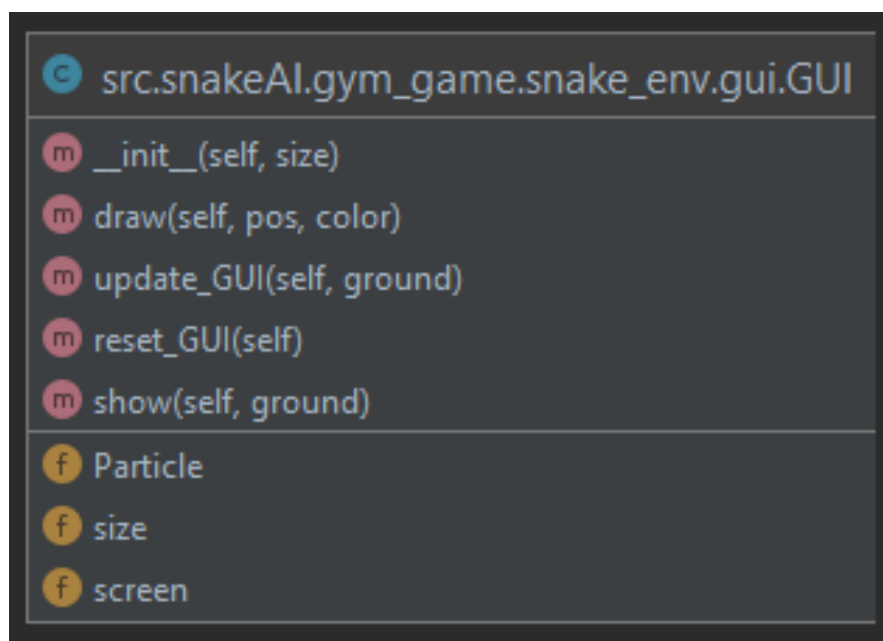 C src.snakeAI.gym_game.snake_env.gui.GUI
m __init__(self, size)
m draw(self, pos, color)
m update_GUI(self, ground)
m reset_GUI(self)
m show(self, ground)
f Particle
f size
f screen